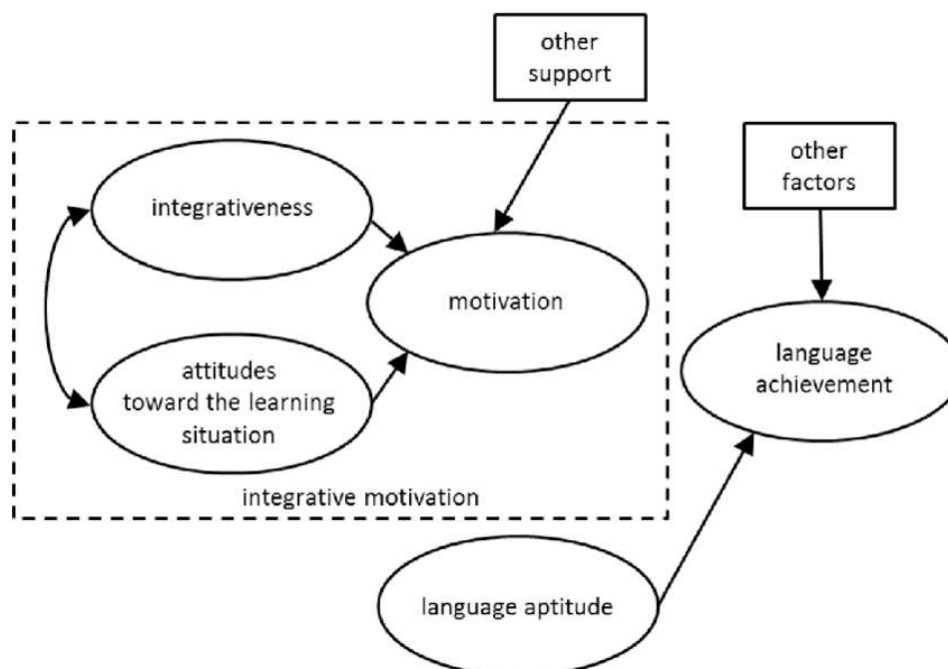 other
support
other
factors
integrativeness
motivation
attitudes
toward the learning
situation
language
achievement
integrative motivation
language aptitude